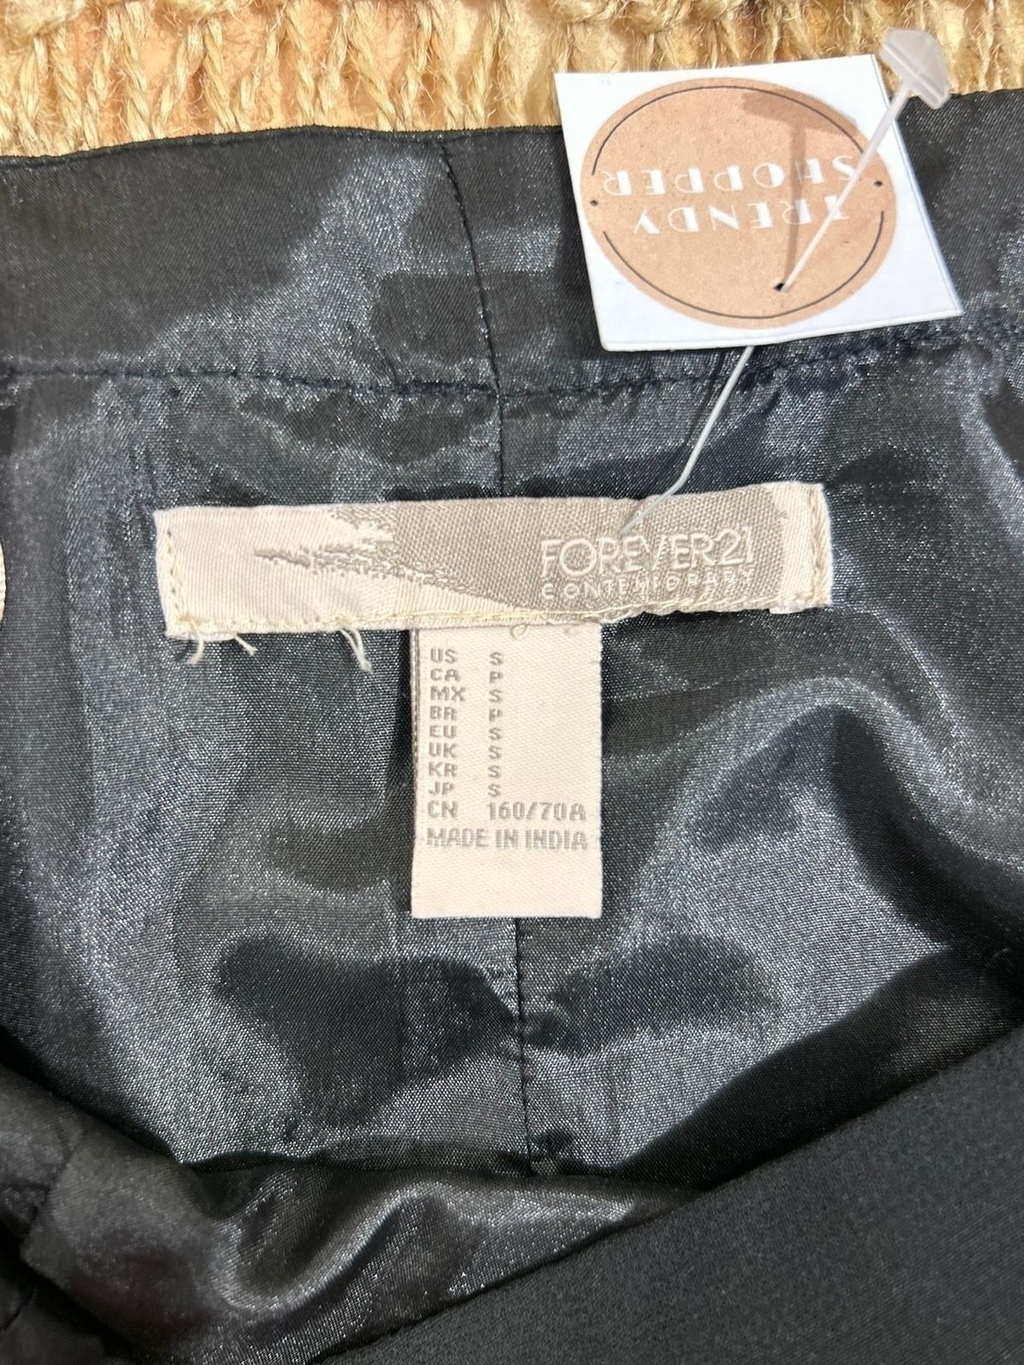 TRENDY
SHOPPER
FOREVER21
CONTEMPORARY
US S
CA P
MX S
BR P
EU S
UK S
KR S
JP S
CN 160/70A
MADE IN INDIA